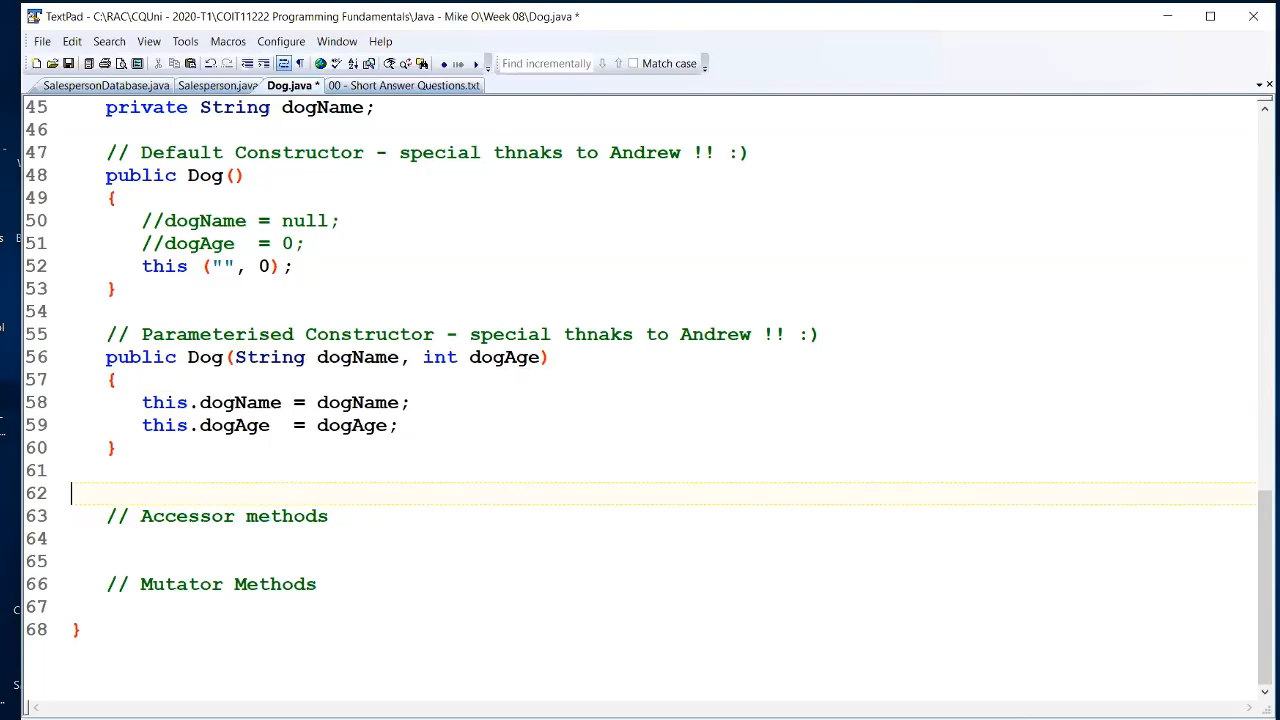 TextPad - C:\RAC\CQUni - 2020-T1\COIT11222 Programming Fundamentals\Java - Mike O\Week 08\Dog.java *
File Edit Search View Tools Macros Configure Window Help
Find incrementally Match case
SalespersonDatabase.java Salesperson.java Dog.java * 00 - Short Answer Questions.txt
45 private String dogName;
46
47 // Default Constructor - special thnaks to Andrew !! :)
48 public Dog()
49 {
50 //dogName = null;
51 //dogAge  = 0;
52 this ("", 0);
53 }
54
55 // Parameterised Constructor - special thnaks to Andrew !! :)
56 public Dog(String dogName, int dogAge)
57 {
58 this.dogName = dogName;
59 this.dogAge  = dogAge;
60 }
61
62
63 // Accessor methods
64
65
66 // Mutator Methods
67
68 }